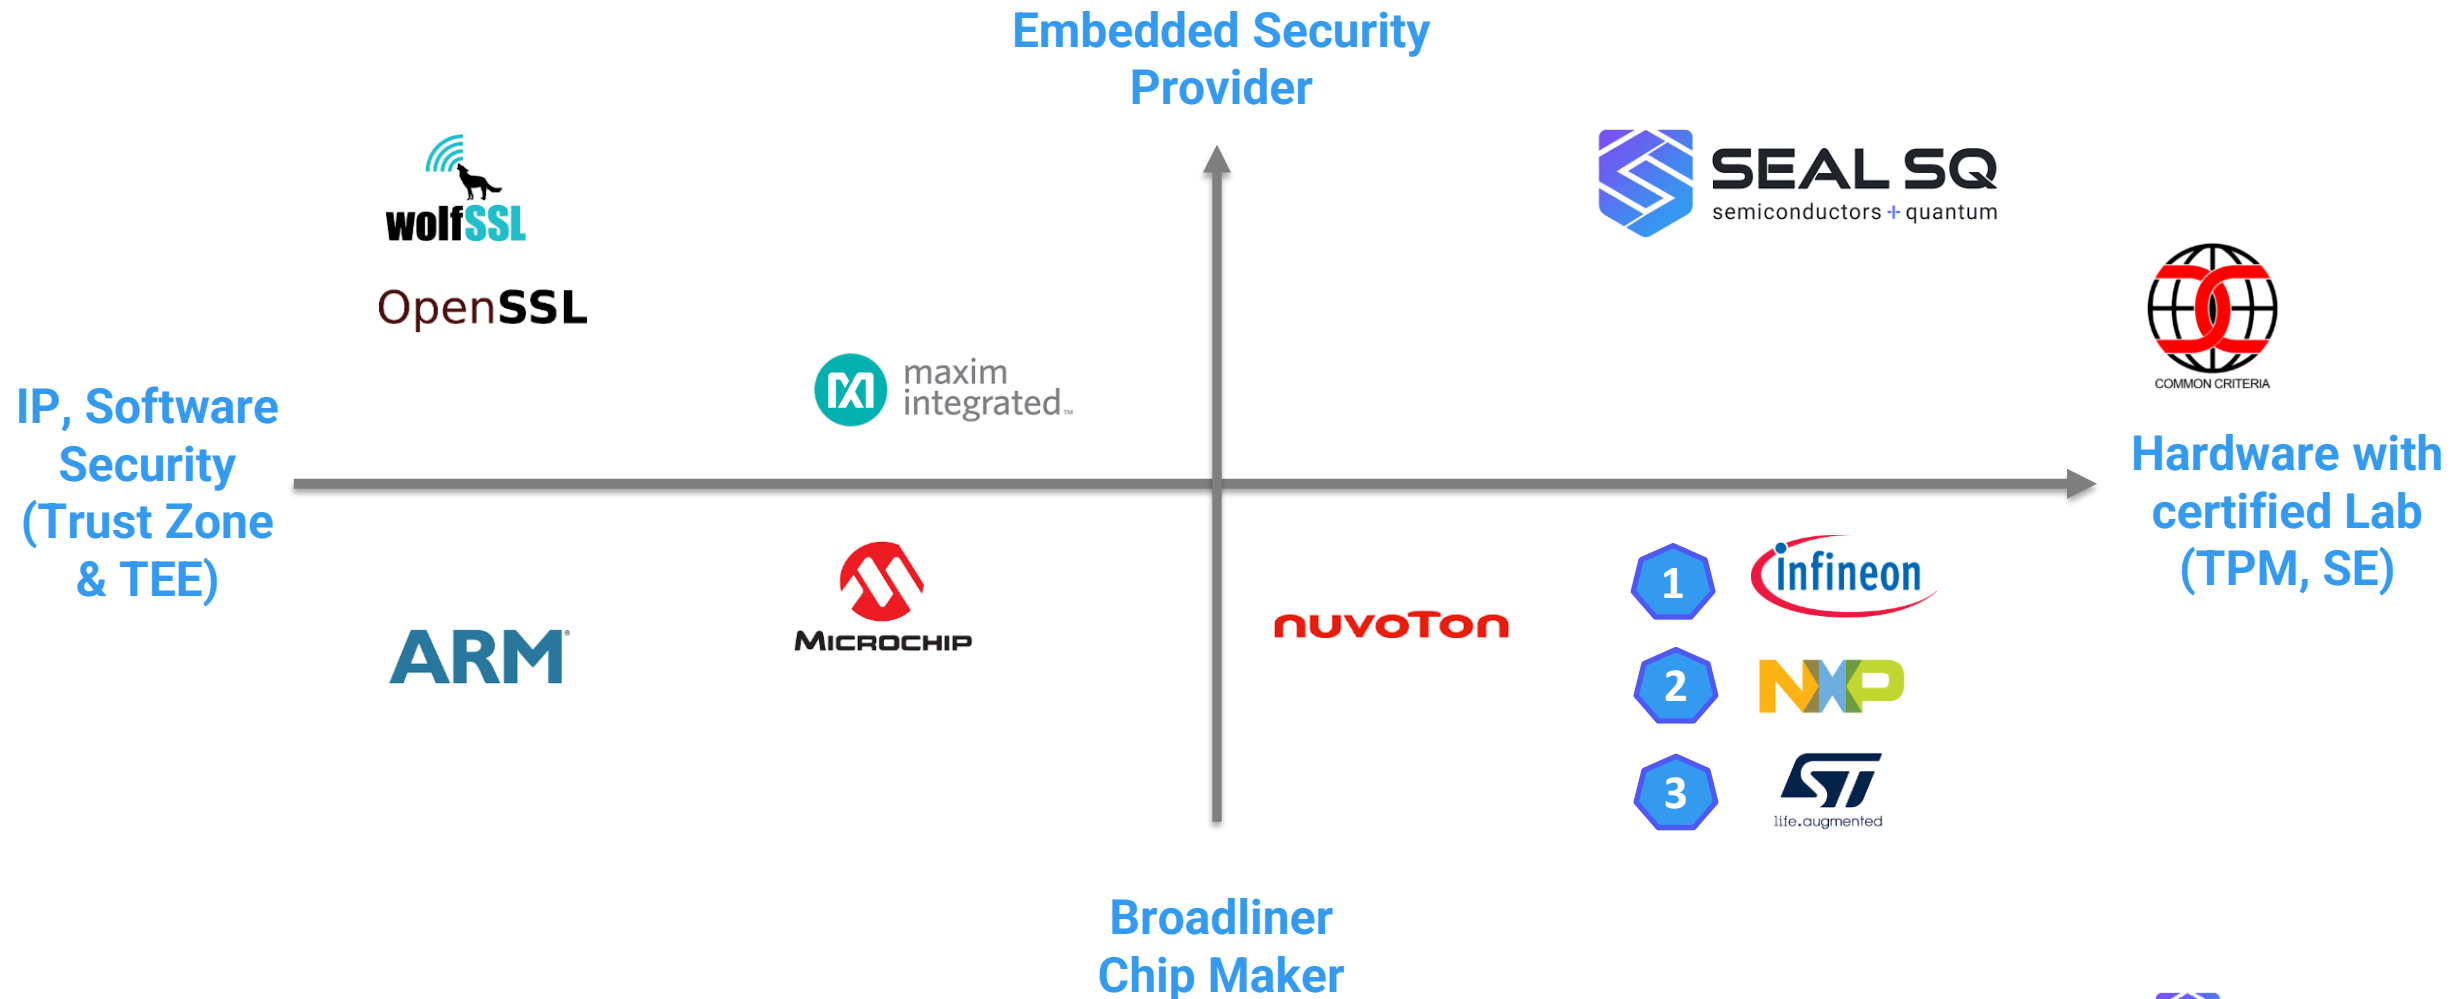 Embedded Security
Provider
wolfSSL
OpenSSL
SEAL SQ
semiconductors + quantum
maxim
integrated™
COMMON CRITERIA
IP, Software
Security
(Trust Zone
& TEE)
Hardware with
certified Lab
(TPM, SE)
ARM®
MICROCHIP
nuvoTon
1
infineon
2
NXP
3
ST
life.augmented
Broadliner
Chip Maker